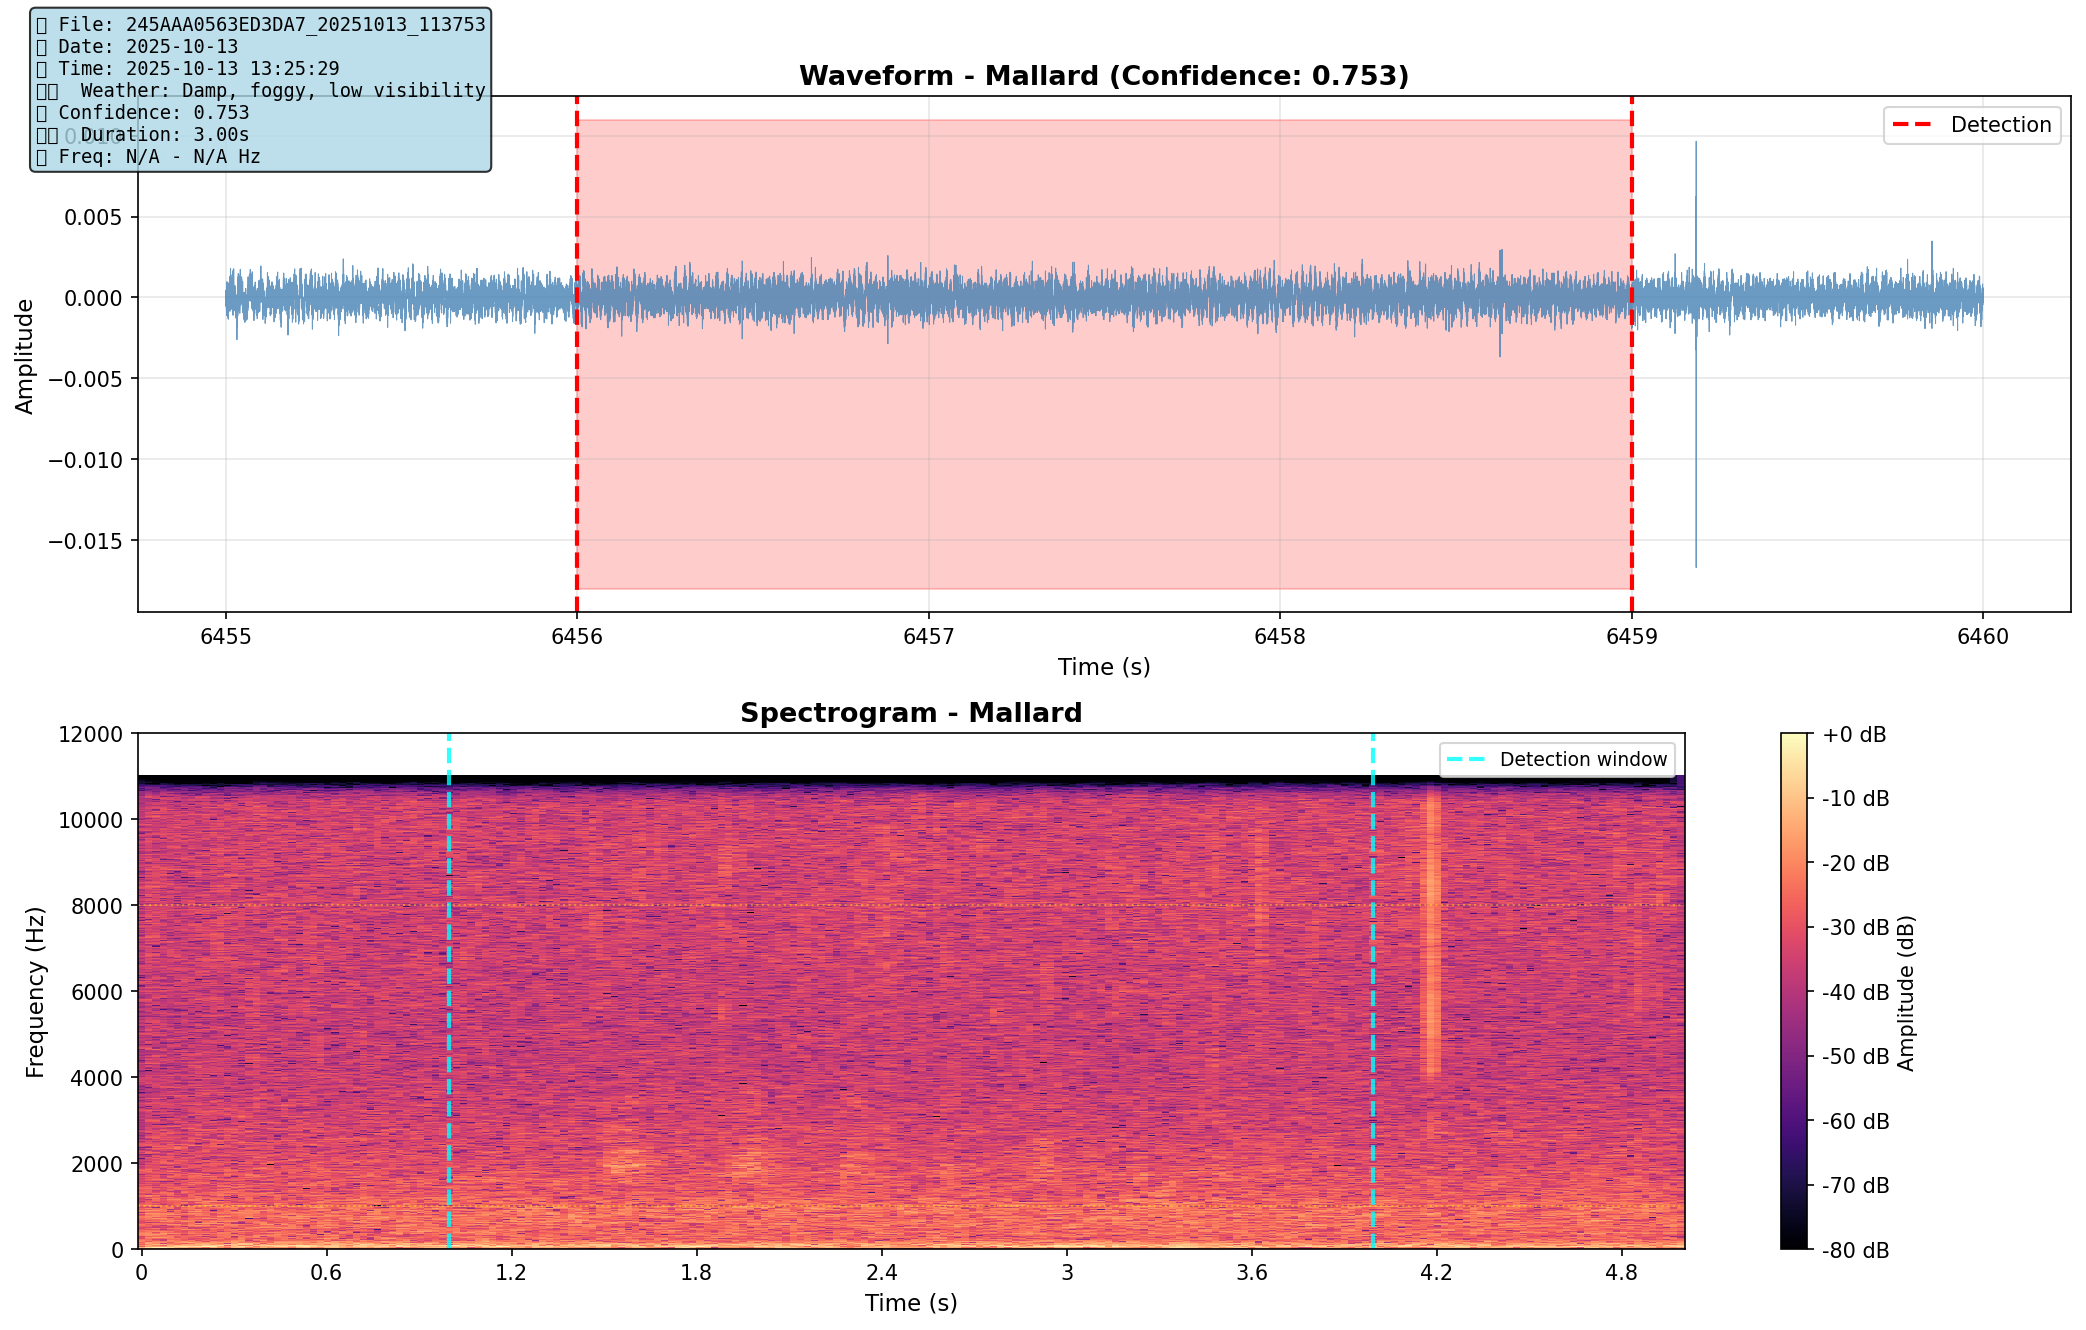 File: 245AAA0563ED3DA7_20251013_113753
Date: 2025-10-13
Time: 2025-10-13 13:25:29
Weather: Damp, foggy, low visibility
Confidence: 0.753
Duration: 3.00s
Freq: N/A - N/A Hz
Waveform - Mallard (Confidence: 0.753)
Detection
Amplitude
0.010
0.005
0.000
−0.005
−0.010
−0.015
6455 6456 6457 6458 6459 6460
Time (s)
Spectrogram - Mallard
Detection window
Frequency (Hz)
12000
10000
8000
6000
4000
2000
0
0 0.6 1.2 1.8 2.4 3 3.6 4.2 4.8
Time (s)
+0 dB
-10 dB
-20 dB
-30 dB
-40 dB
-50 dB
-60 dB
-70 dB
-80 dB
Amplitude (dB)